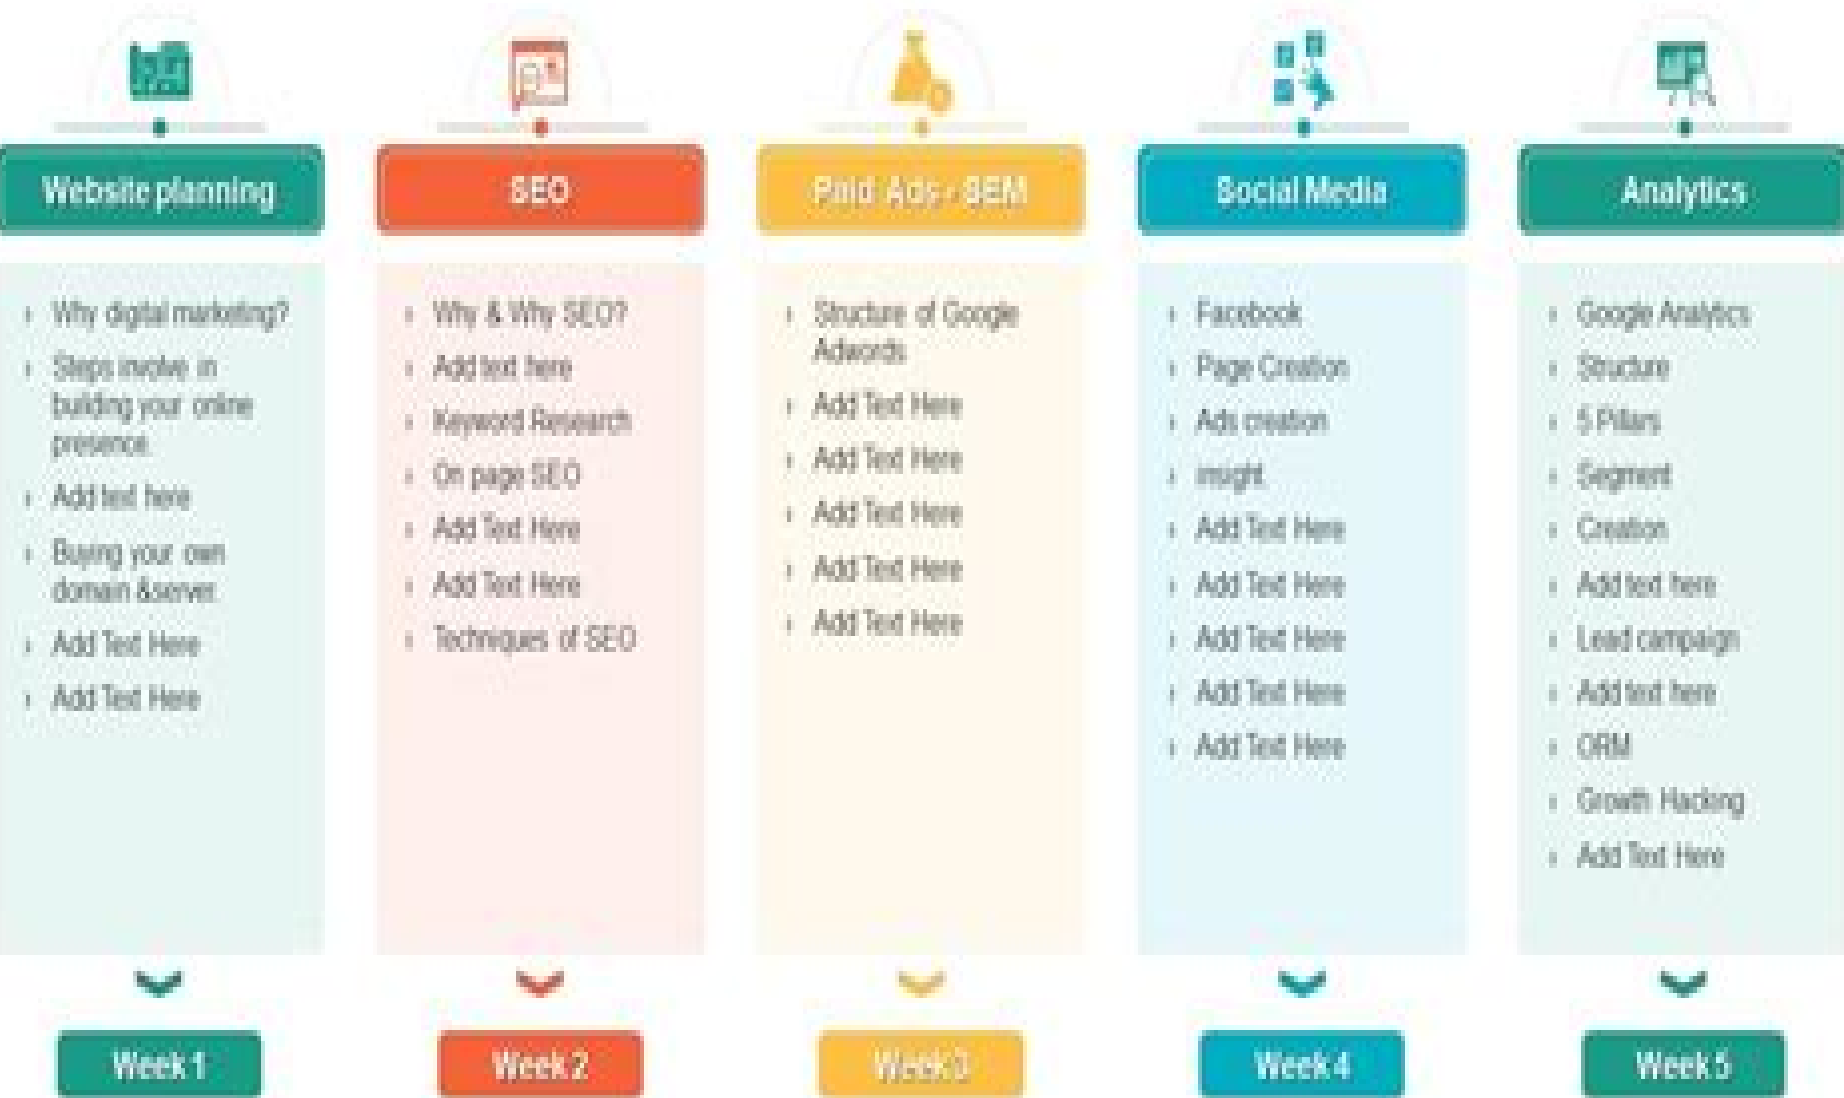 Website planning
Why digital marketing?
Steps involve in
building your online
presence.
Add text here
Buying your own
domain &server.
Add Text Here
Add Text Here
Week 1
SEO
Why & Why SEO?
Add text here
Keyword Research
On page SEO
Add Text Here
Add Text Here
Techniques of SEO
Week 2
Paid Ads - SEM
Structure of Google
Adwords
Add Text Here
Add Text Here
Add Text Here
Add Text Here
Add Text Here
Week 3
Social Media
Facebook
Page Creation
Ads creation
insight
Add Text Here
Add Text Here
Add Text Here
Add Text Here
Add Text Here
Week 4
Analytics
Google Analytics
Structure
5 Pillars
Segment
Creation
Add text here
Lead campaign
Add text here
ORM
Growth Hacking
Add Text Here
Week 5